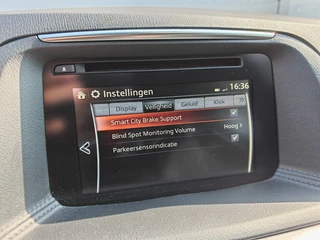 16:36
Instellingen
Display Veiligheid Geluid Klok
Smart City Brake Support
Blind Spot Monitoring Volume Hoog
Parkeersensorindicatie